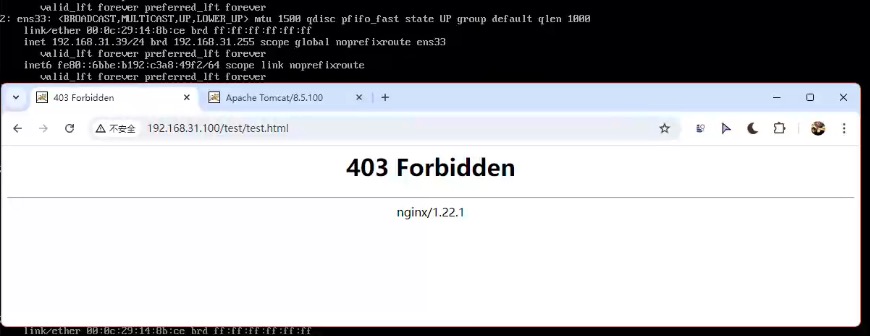 valid_lft forever preferred_lft forever
2: ens33: <BROADCAST,MULTICAST,UP,LOWER_UP> mtu 1500 qdisc pfifo_fast state UP group default qlen 1000
link/ether 00:0c:29:14:8b:ce brd ff:ff:ff:ff:ff:ff
inet 192.168.31.39/24 brd 192.168.31.255 scope global noprefixroute ens33
valid_lft forever preferred_lft forever
inet6 fe80::6bbe:b192:c3a8:49f2/64 scope link noprefixroute
valid_lft forever preferred_lft forever
403 Forbidden
Apache Tomcat/8.5.100
不安全
192.168.31.100/test/test.html
403 Forbidden
nginx/1.22.1
link/ether 00:0c:29:14:8b:ce brd ff:ff:ff:ff:ff:ff